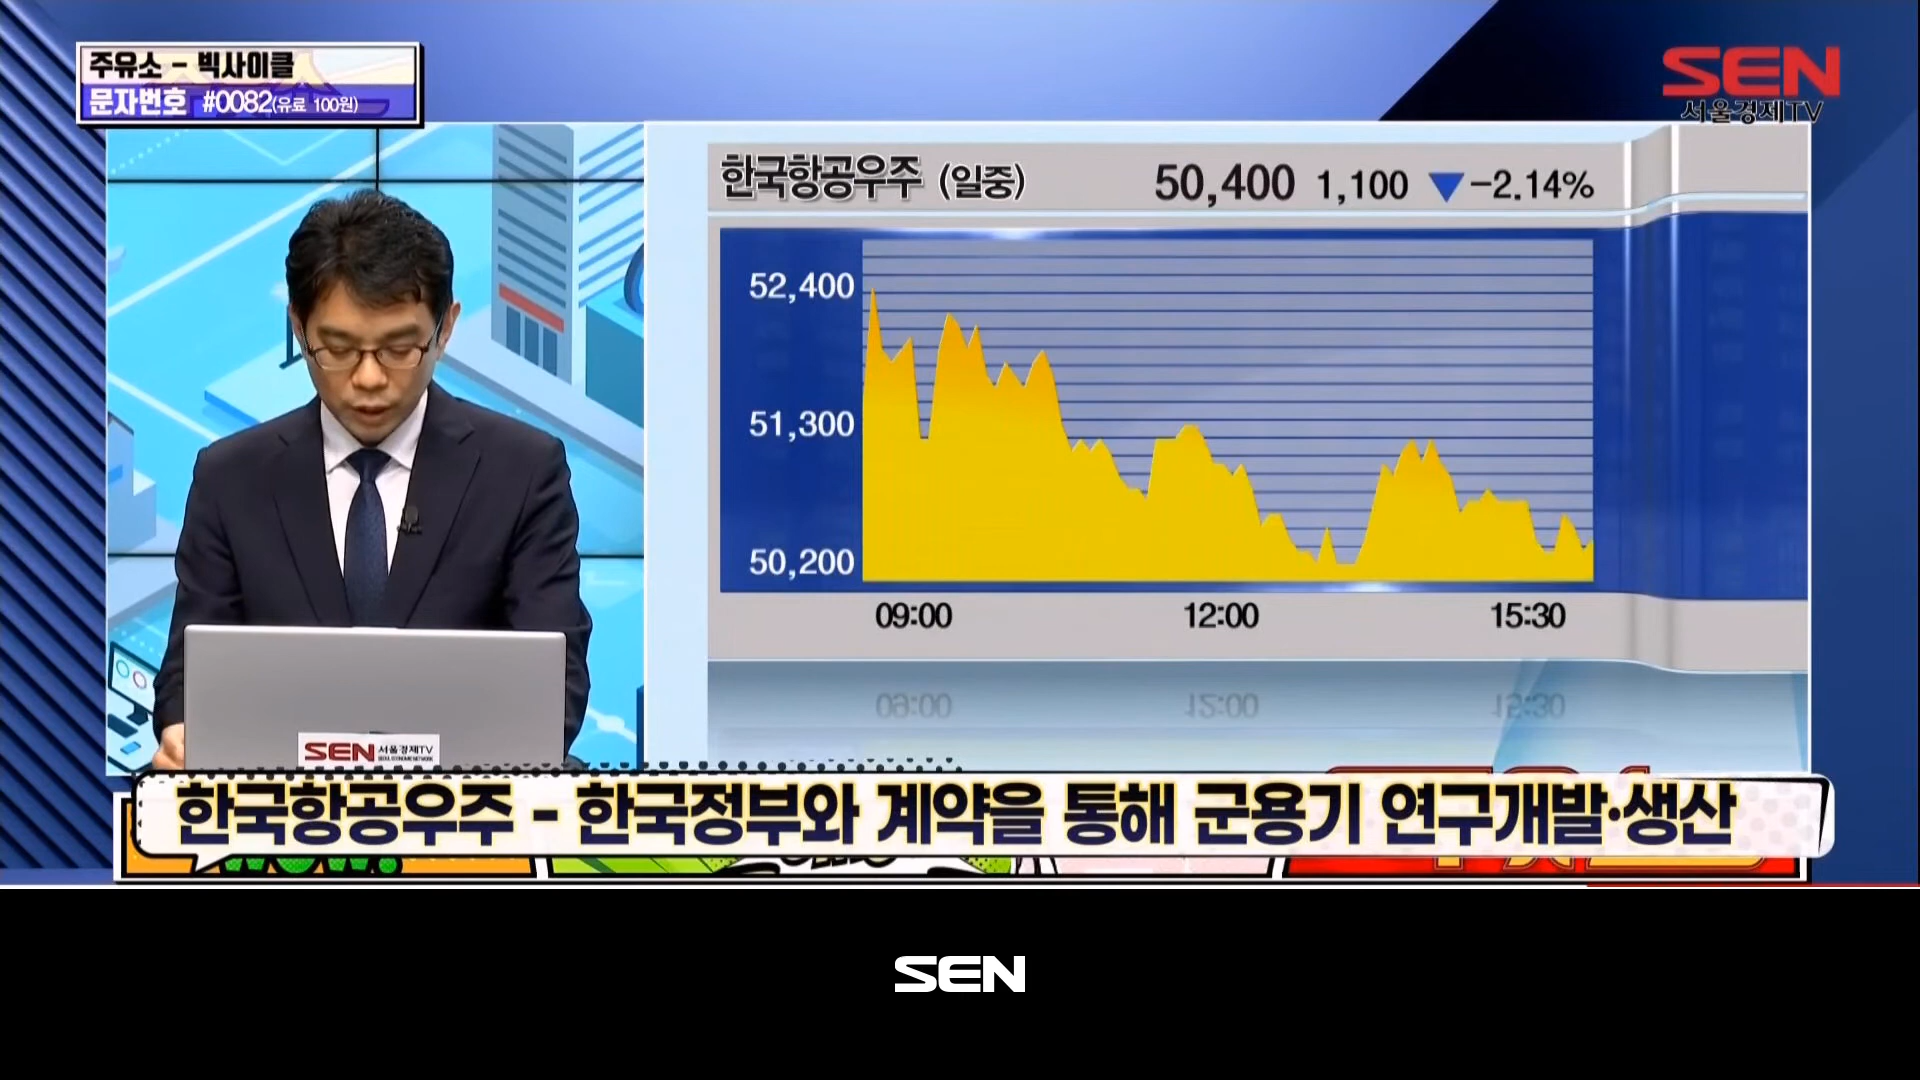 주유소 - 빅사이클
문자번호 #0082(유료 100원)
SEN
서울경제TV
한국항공우주 (일중) 50,400 1,100 ▼-2.14%
52,400
51,300
50,200
09:00 12:00 15:30
SEN 서울경제TV
한국항공우주 - 한국정부와 계약을 통해 군용기 연구개발·생산
SEN